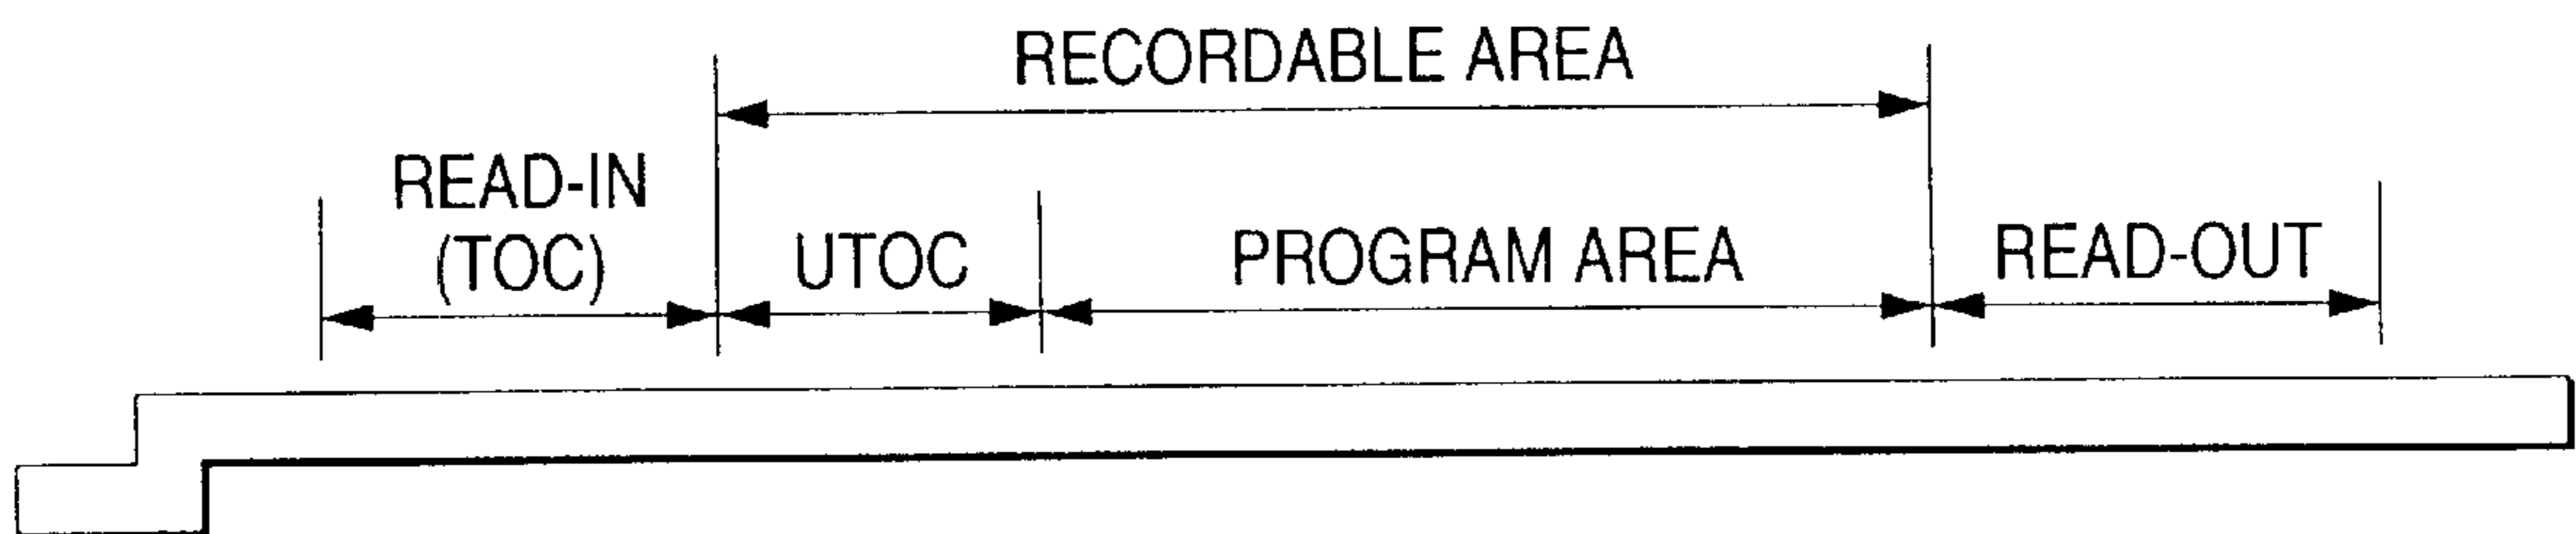 RECORDABLE AREA
READ-IN
(TOC)
UTOC
PROGRAM AREA
READ-OUT